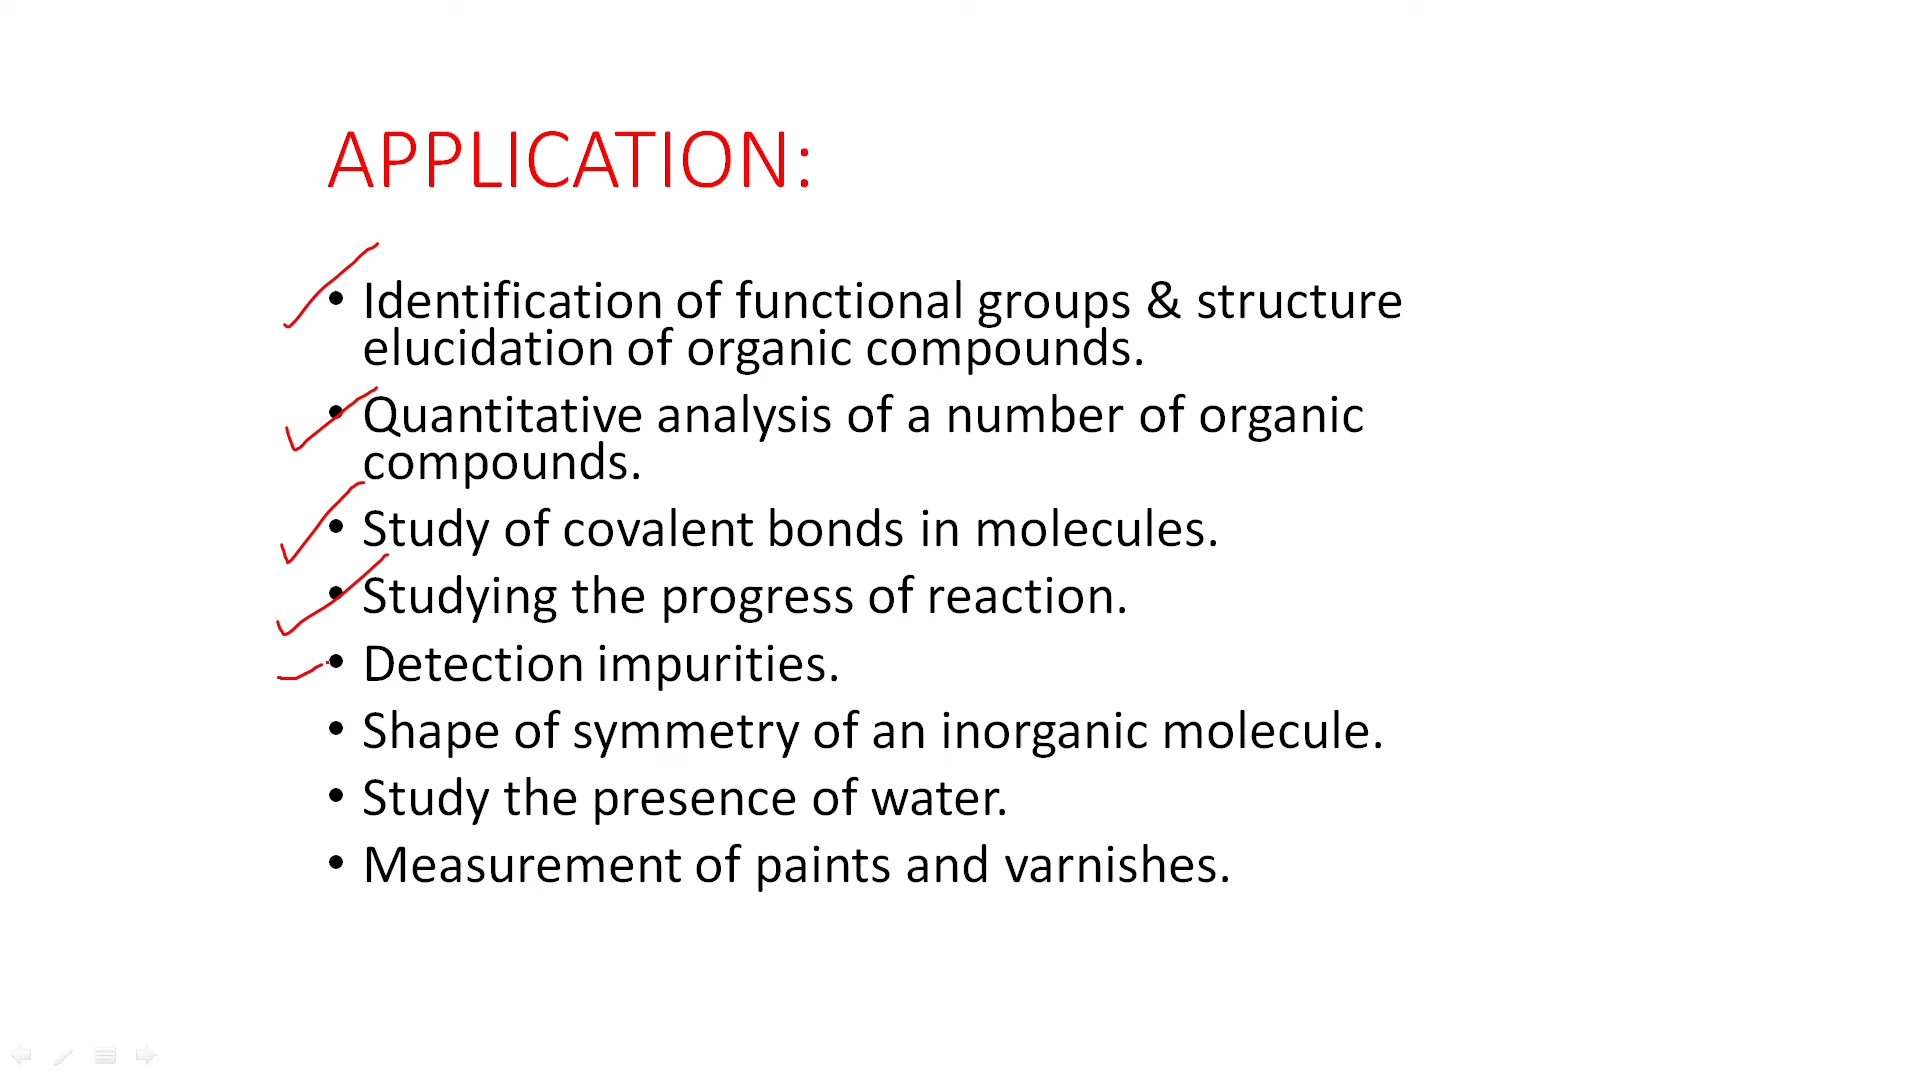 APPLICATION:
• Identification of functional groups & structure
elucidation of organic compounds.
• Quantitative analysis of a number of organic
compounds.
• Study of covalent bonds in molecules.
• Studying the progress of reaction.
• Detection impurities.
• Shape of symmetry of an inorganic molecule.
• Study the presence of water.
• Measurement of paints and varnishes.